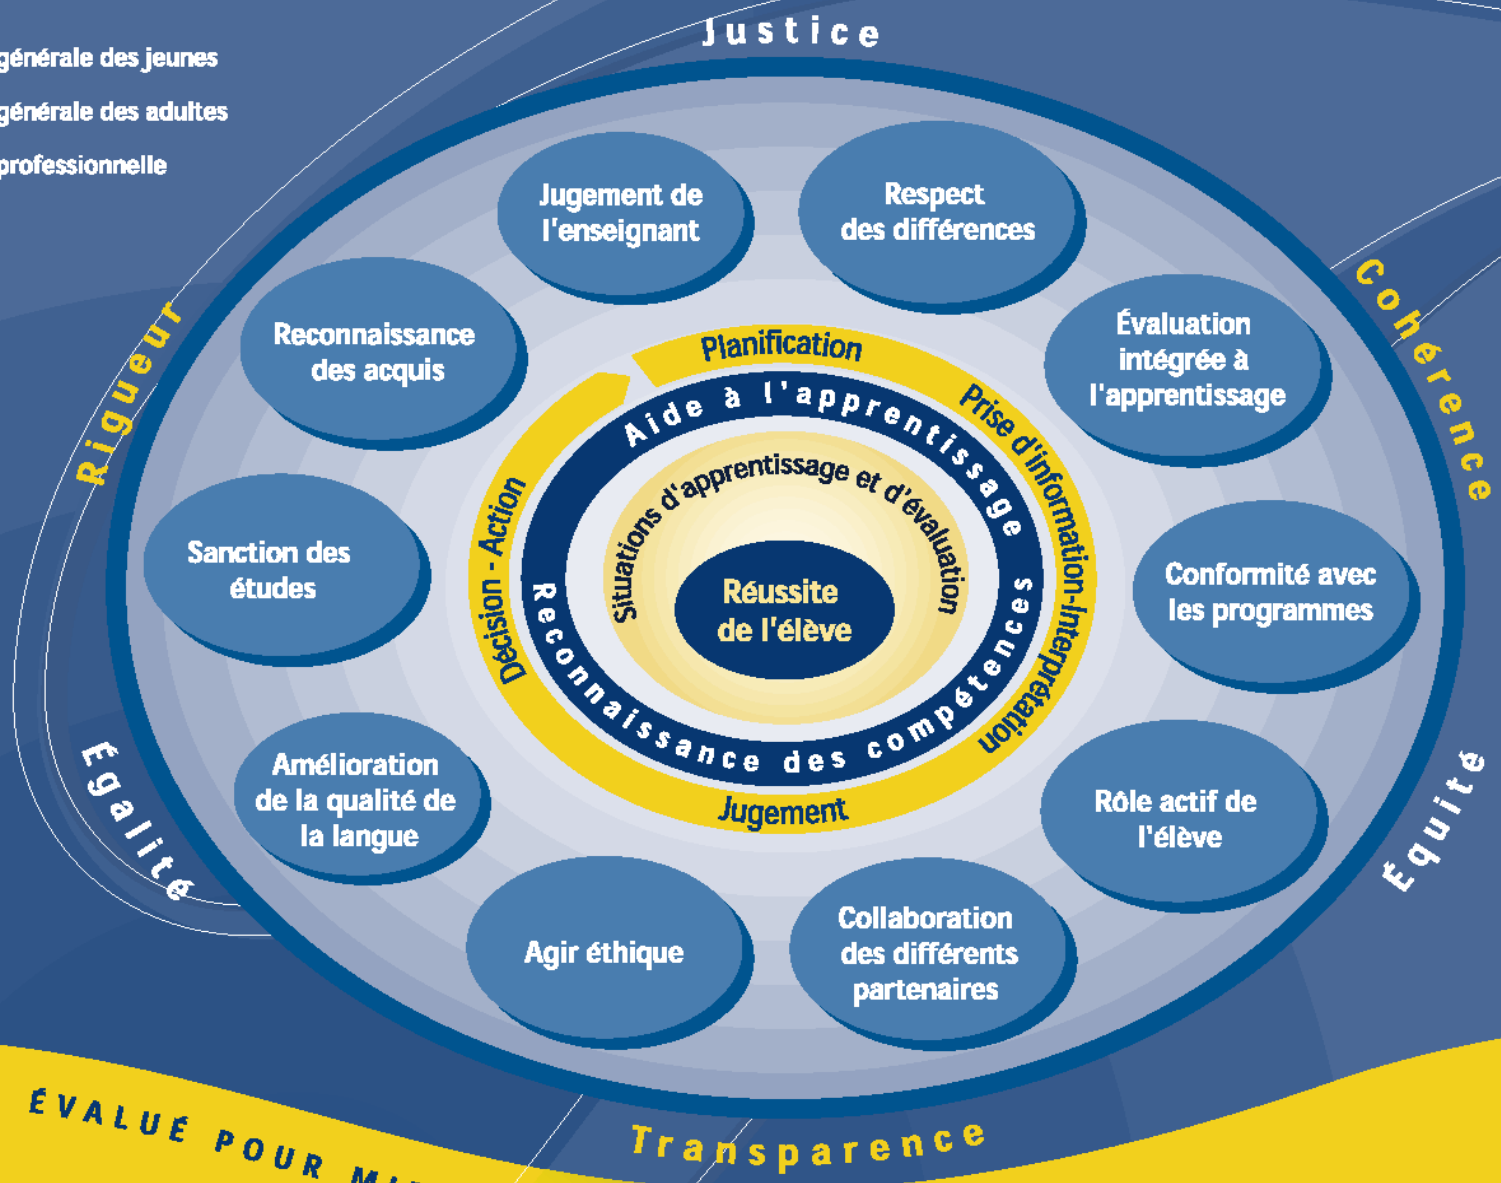 générale des jeunes
générale des adultes
professionnelle
Justice
Cohérence
Équité
Transparence
Égalité
Rigueur
Jugement de
l'enseignant
Respect
des différences
Évaluation
intégrée à
l'apprentissage
Conformité avec
les programmes
Rôle actif de
l'élève
Collaboration
des différents
partenaires
Agir éthique
Amélioration
de la qualité de
la langue
Sanction des
études
Reconnaissance
des acquis
Planification
Prise d'information-Interprétation
Jugement
Décision - Action
Aide à l'apprentissage
Reconnaissance des compétences
Situations d'apprentissage et d'évaluation
Réussite
de l'élève
ÉVALUÉ POUR